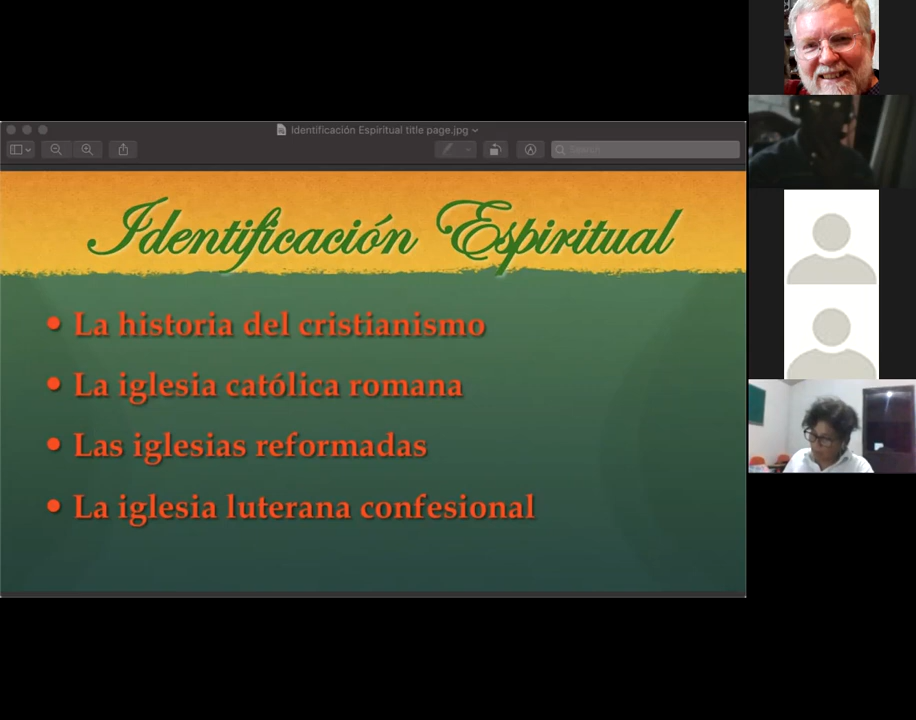 Identificación Espiritual title page.jpg
Search
Identificación Espiritual
• La historia del cristianismo
• La iglesia católica romana
• Las iglesias reformadas
• La iglesia luterana confesional